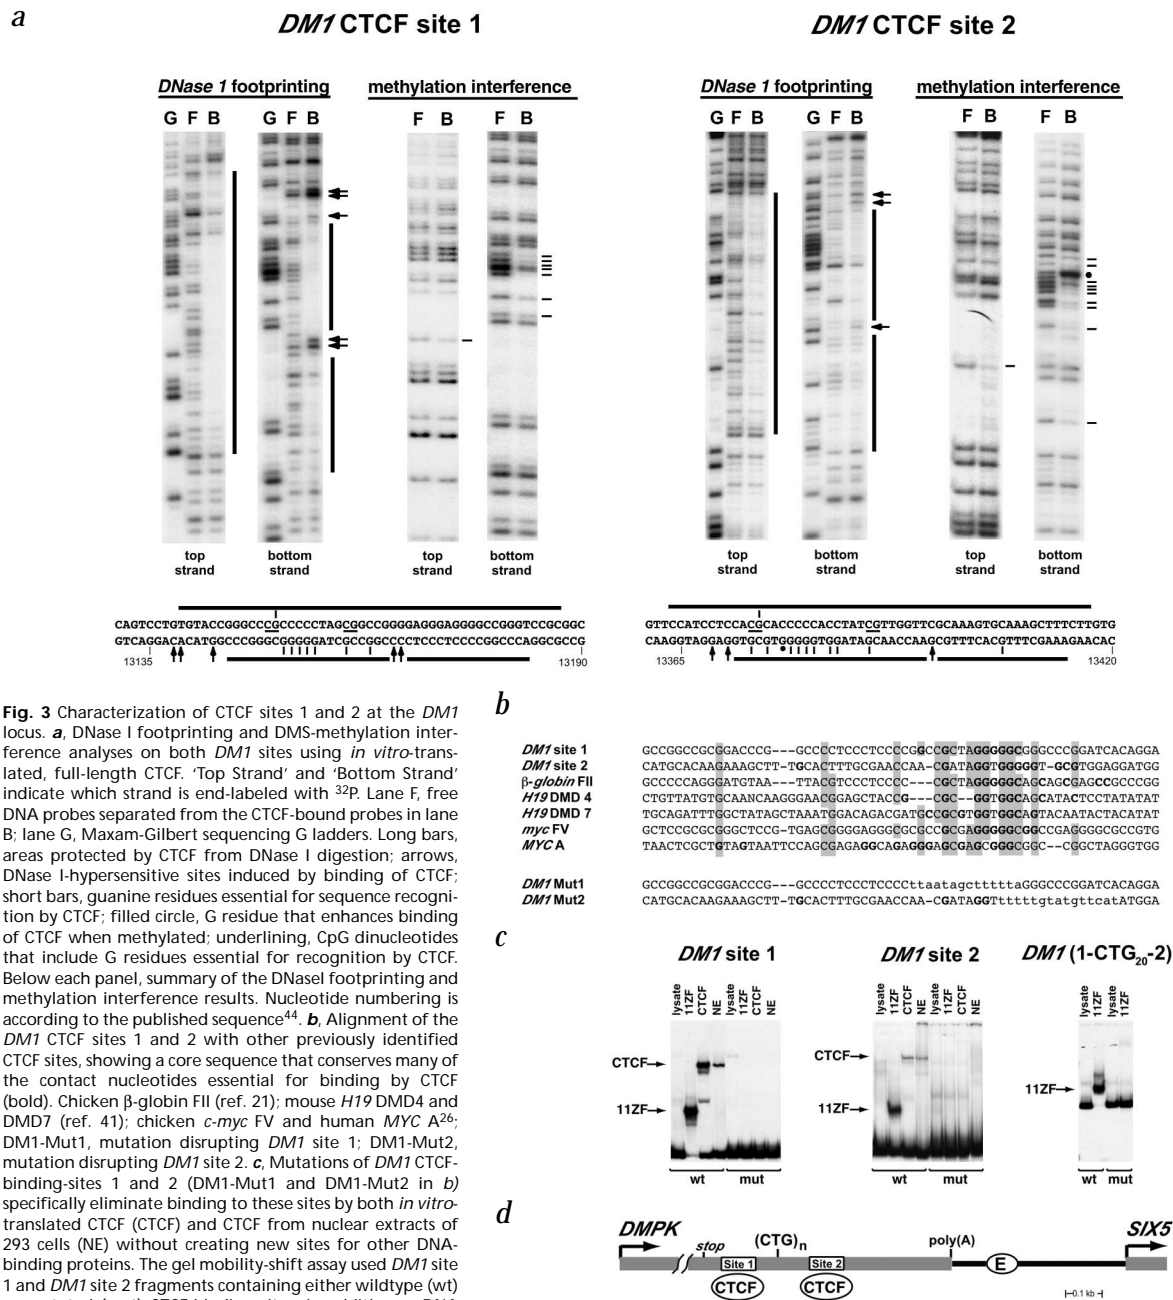 a
DM1 CTCF site 1
DM1 CTCF site 2
DNase 1 footprinting
methylation interference
DNase 1 footprinting
methylation interference
G F B
G F B
F B
F B
G F B
G F B
F B
F B
top strand
bottom strand
top strand
bottom strand
top strand
bottom strand
top strand
bottom strand
CAGTCCTGTGTACCGGGCCCGCCCCCTAGCGGCCGGGGAGGGAGGGGCCGGGTCCGCG
GTCAGGACACATGGCCCGGGCGGGGGATCGCCGGCCCCTCCCTCCCCGGCCCAGGCGCCG
13135
13190
GTTCCATCCTCCACGCACCCCCACCTATCGTTGGTTCGCAAAGTGCAAAGCTTTCTTGTG
CAAGGTAGGAGGTGCGTGGGGGTGGATAGCAACCAAGCGTTTCACGTTTCGAAAGAACAC
13365
13420
Fig. 3 Characterization of CTCF sites 1 and 2 at the DM1
locus. a, DNase I footprinting and DMS-methylation inter-
ference analyses on both DM1 sites using in vitro-trans-
lated, full-length CTCF. 'Top Strand' and 'Bottom Strand'
indicate which strand is end-labeled with 32P. Lane F, free
DNA probes separated from the CTCF-bound probes in lane
B; lane G, Maxam-Gilbert sequencing G ladders. Long bars,
areas protected by CTCF from DNase I digestion; arrows,
DNase I-hypersensitive sites induced by binding of CTCF;
short bars, guanine residues essential for sequence recogni-
tion by CTCF; filled circle, G residue that enhances binding
of CTCF when methylated; underlining, CpG dinucleotides
that include G residues essential for recognition by CTCF.
Below each panel, summary of the DNaseI footprinting and
methylation interference results. Nucleotide numbering is
according to the published sequence44. b, Alignment of the
DM1 CTCF sites 1 and 2 with other previously identified
CTCF sites, showing a core sequence that conserves many of
the contact nucleotides essential for binding by CTCF
(bold). Chicken β-globin FII (ref. 21); mouse H19 DMD4 and
DMD7 (ref. 41); chicken c-myc FV and human MYC A26;
DM1-Mut1, mutation disrupting DM1 site 1; DM1-Mut2,
mutation disrupting DM1 site 2. c, Mutations of DM1 CTCF-
binding-sites 1 and 2 (DM1-Mut1 and DM1-Mut2 in b)
specifically eliminate binding to these sites by both in vitro-
translated CTCF (CTCF) and CTCF from nuclear extracts of
293 cells (NE) without creating new sites for other DNA-
binding proteins. The gel mobility-shift assay used DM1 site
1 and DM1 site 2 fragments containing either wildtype (wt)
b
DM1 site 1 GCCGGCCGCGGACCCG---GCCCCTCCCTCCCCGGCCGCTAGGGGGCGGGCCCGGATCACAGGA
DM1 site 2 CATGCACAAGAAAGCTT-TGCACTTTGCGAACCAA-CGATAGGTGGGGGT-GCGTGGAGGATGG
β-globin FII GCCCCCAGGGATGTAA---TTACGTCCCTCCCC----CGCTAGGGGGCAGCAGCGAGCCGCCCGG
H19 DMD 4 CTGTTATGTGCAANCAAGGGAACGGAGCTACCG---CGC--GGTGGCAGCATACTCCTATATAT
H19 DMD 7 TGCAGATTTGGCTATAGCTAAATGGACAGACGATGCCGCGTGGTGGCAGTACAATACTACATAT
myc FV GCTCCGCGCGGCTCCGTGAGCGGGGAGGGCGCGCCGCGAGGGGGCGGCCGAGGGGCGCCGTG
MYC A TAACTCGCTGTAGTAATTCCAGCGAGAGGCAGAGGGAGCGAGCGGGCGGC--CGGCTAGGGTGG
DM1 Mut1 GCCGGCCGCGGACCCG---GCCCCTCCCTCCCCttaatagctttttaGGGCCCGGATCACAGGA
DM1 Mut2 CATGCACAAGAAAGCTT-TGCACTTTGCGAACCAA-CGATAGGTttttttgtatgttcatATGGA
c
DM1 site 1
DM1 site 2
DM1 (1-CTG20-2)
lysate 11ZF CTCF NE lysate 11ZF CTCF NE
lysate 11ZF CTCF NE lysate 11ZF CTCF NE
lysate 11ZF lysate 11ZF
CTCF
11ZF
CTCF
11ZF
11ZF
wt mut
wt mut
wt mut
d
DMPK
stop
(CTG)n
poly(A)
SIX5
Site 1
Site 2
E
CTCF
CTCF
0.1 kb